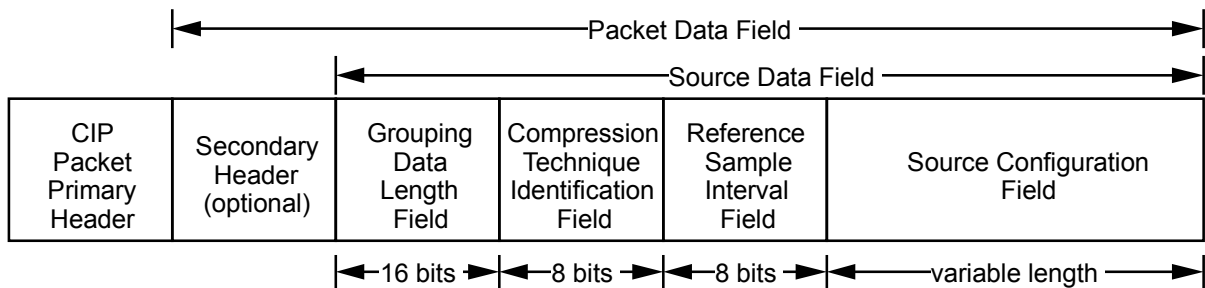 Packet Data Field
Source Data Field
CIP
Packet
Primary
Header
Secondary
Header
(optional)
Grouping
Data
Length
Field
Compression
Technique
Identification
Field
Reference
Sample
Interval
Field
Source Configuration
Field
16 bits
8 bits
8 bits
variable length